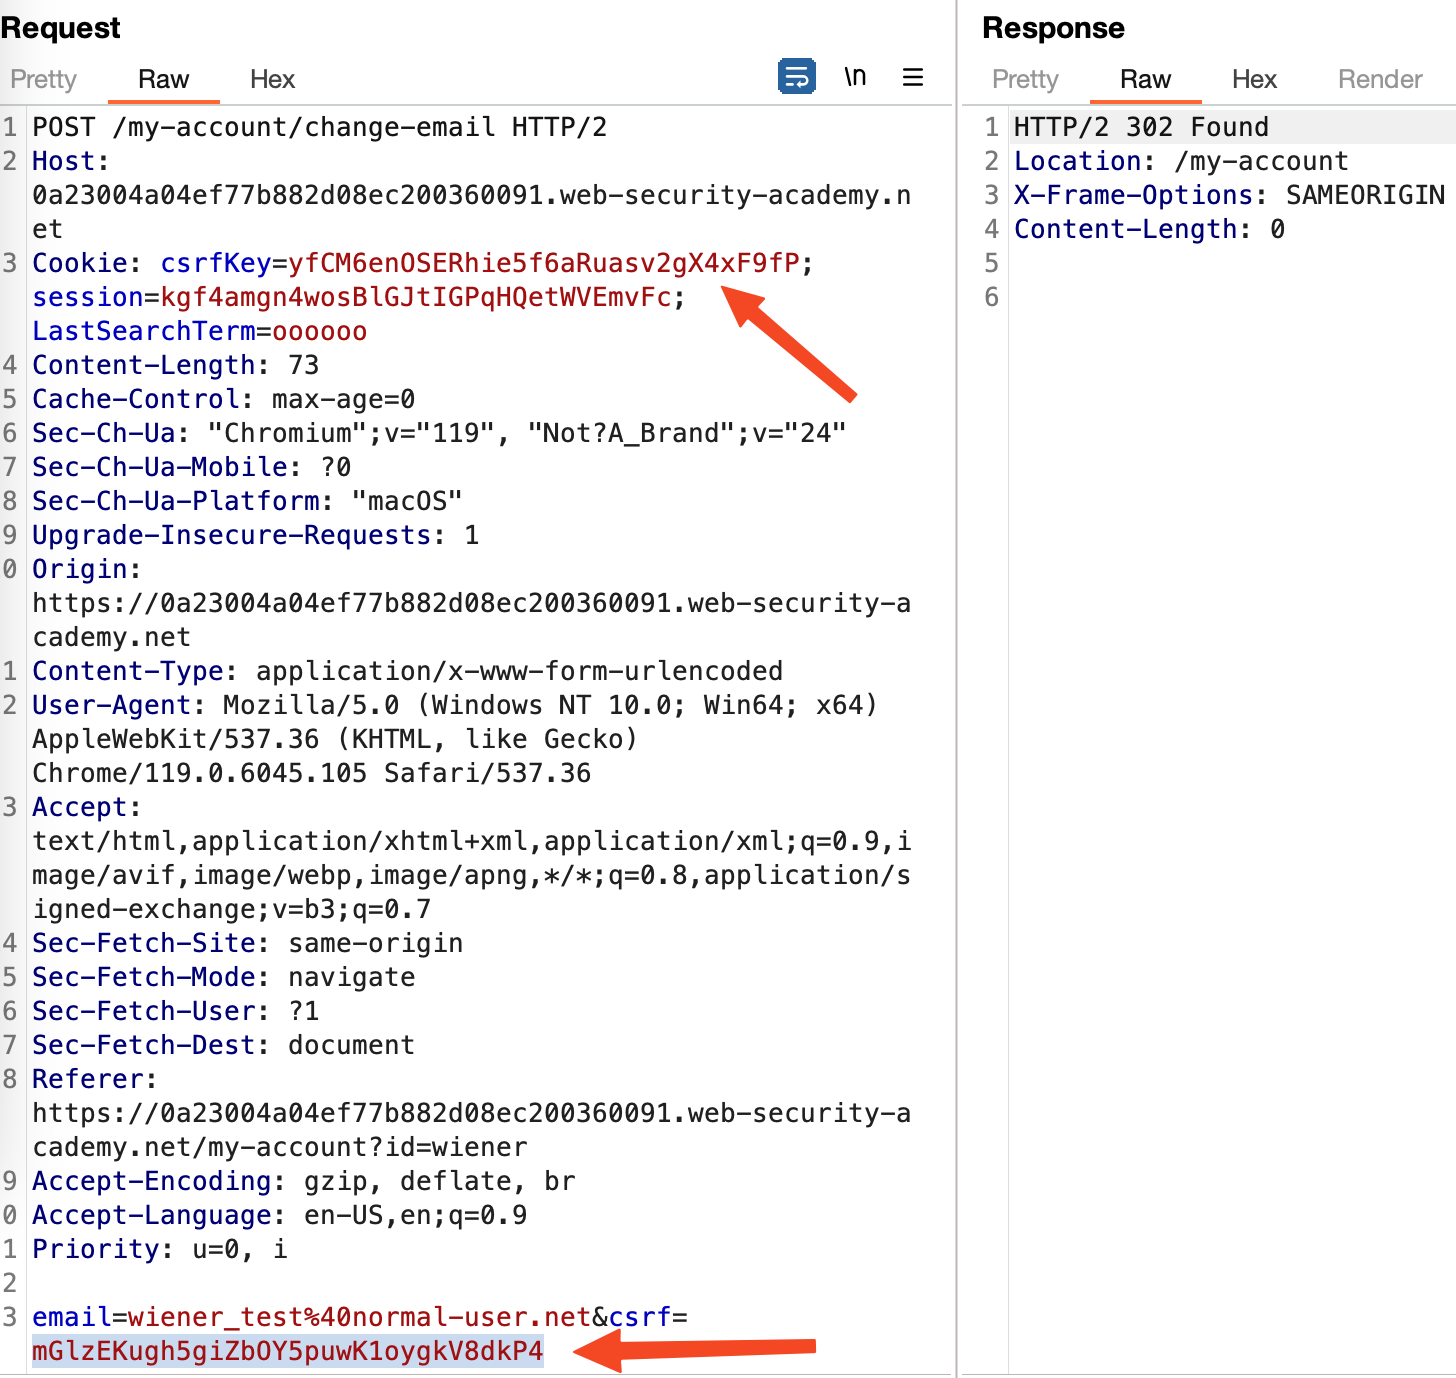 Request
Pretty Raw Hex \n
1 POST /my-account/change-email HTTP/2
2 Host:
0a23004a04ef77b882d08ec200360091.web-security-academy.n
et
3 Cookie: csrfKey=yfCM6enOSERhie5f6aRuasv2gX4xF9fP;
session=kgf4amgn4wosBlGJtIGPqHQetWVEmvFc;
LastSearchTerm=oooooo
4 Content-Length: 73
5 Cache-Control: max-age=0
6 Sec-Ch-Ua: "Chromium";v="119", "Not?A_Brand";v="24"
7 Sec-Ch-Ua-Mobile: ?0
8 Sec-Ch-Ua-Platform: "macOS"
9 Upgrade-Insecure-Requests: 1
0 Origin:
https://0a23004a04ef77b882d08ec200360091.web-security-a
cademy.net
1 Content-Type: application/x-www-form-urlencoded
2 User-Agent: Mozilla/5.0 (Windows NT 10.0; Win64; x64)
AppleWebKit/537.36 (KHTML, like Gecko)
Chrome/119.0.6045.105 Safari/537.36
3 Accept:
text/html,application/xhtml+xml,application/xml;q=0.9,i
mage/avif,image/webp,image/apng,*/*;q=0.8,application/s
igned-exchange;v=b3;q=0.7
4 Sec-Fetch-Site: same-origin
5 Sec-Fetch-Mode: navigate
6 Sec-Fetch-User: ?1
7 Sec-Fetch-Dest: document
8 Referer:
https://0a23004a04ef77b882d08ec200360091.web-security-a
cademy.net/my-account?id=wiener
9 Accept-Encoding: gzip, deflate, br
0 Accept-Language: en-US,en;q=0.9
1 Priority: u=0, i
2
3 email=wiener_test%40normal-user.net&csrf=
mGlzEKugh5giZbOY5puwK1oygkV8dkP4
Response
Pretty Raw Hex Render
1 HTTP/2 302 Found
2 Location: /my-account
3 X-Frame-Options: SAMEORIGIN
4 Content-Length: 0
5
6